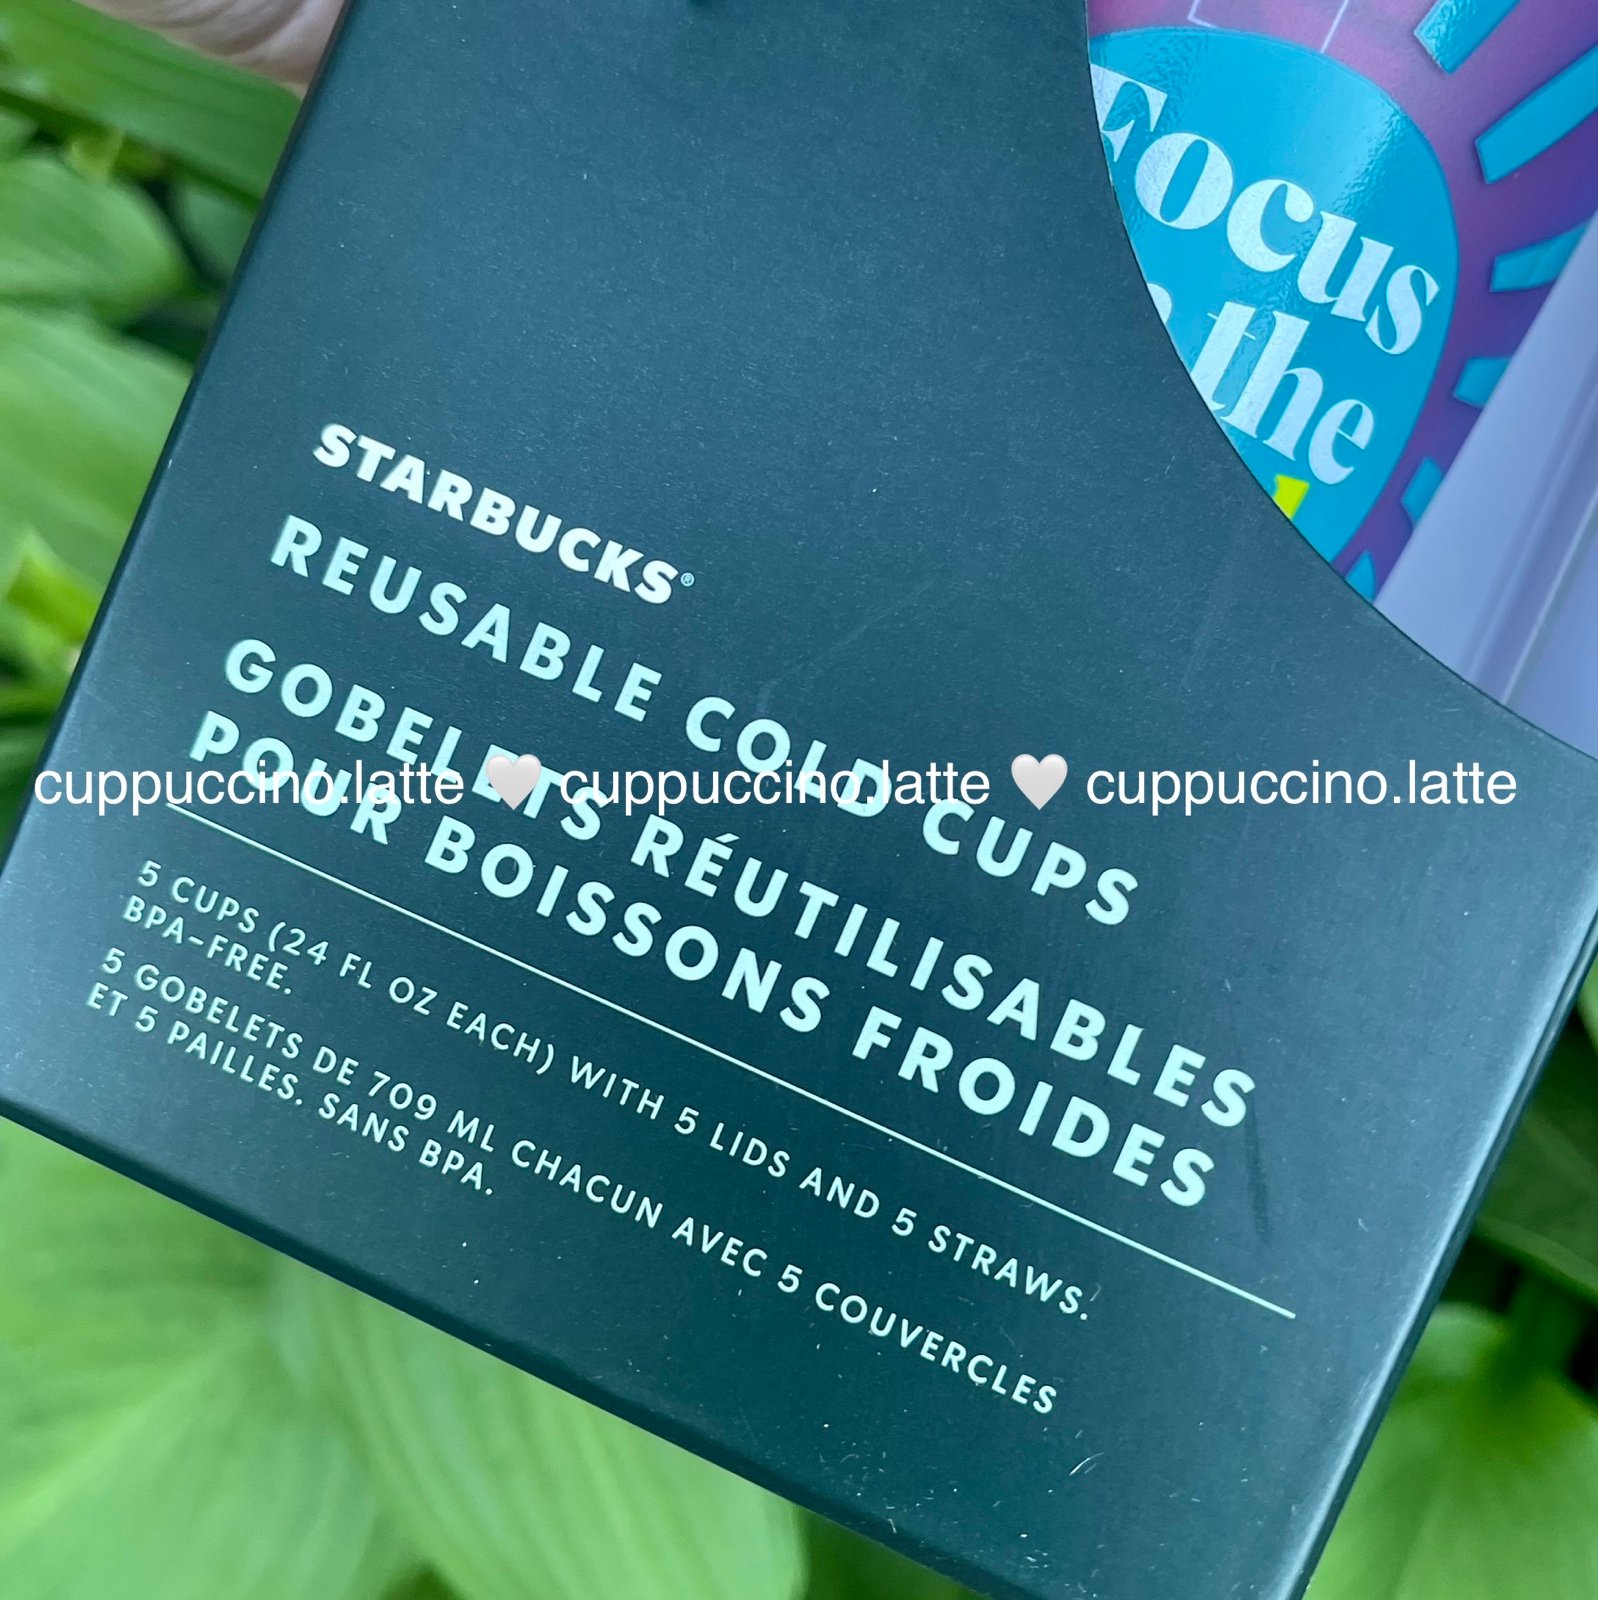 Focus
the
STARBUCKS®
REUSABLE COLD CUPS
GOBELETS RÉUTILISABLES
POUR BOISSONS FROIDES
cuppuccino.latte 🤍 cuppuccino.latte 🤍 cuppuccino.latte
5 CUPS (24 FL OZ EACH) WITH 5 LIDS AND 5 STRAWS.
BPA-FREE.
5 GOBELETS DE 709 ML CHACUN AVEC 5 COUVERCLES
ET 5 PAILLES. SANS BPA.